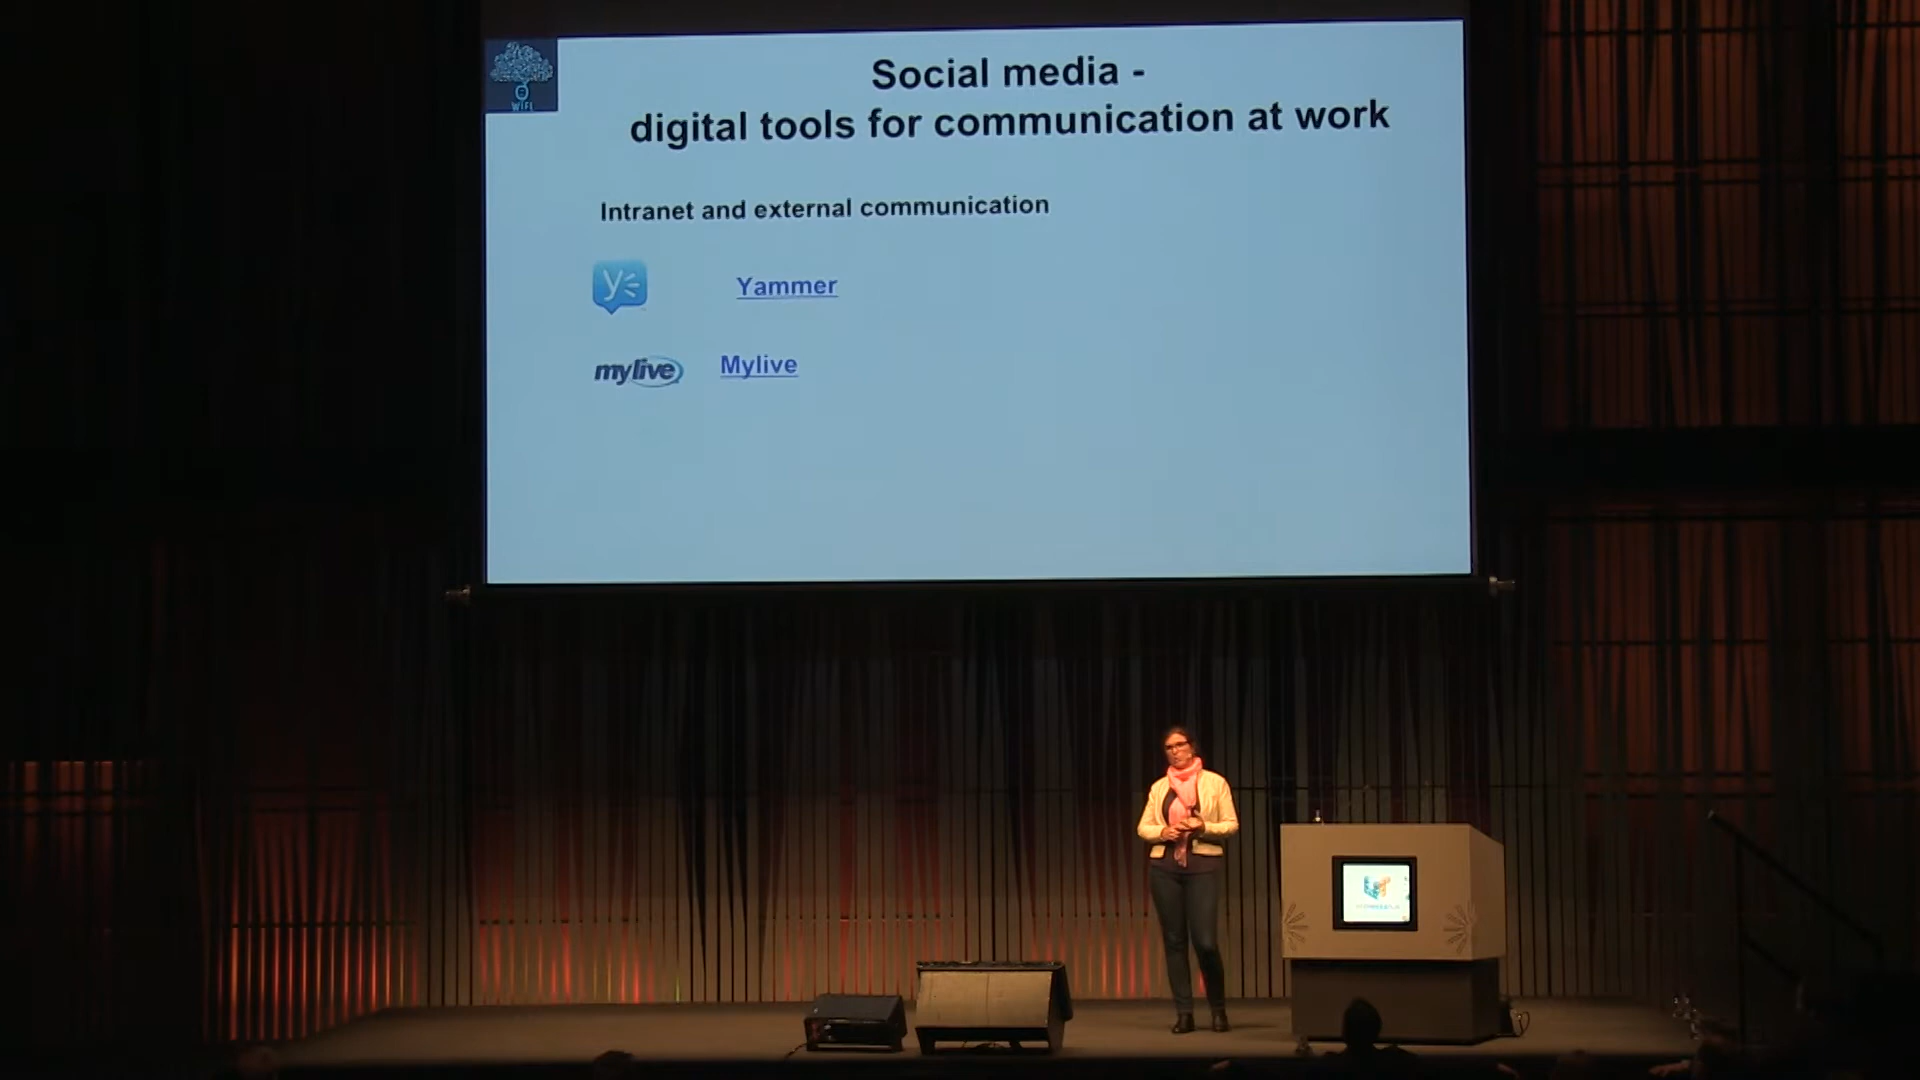 WIFI
Social media -
digital tools for communication at work
Intranet and external communication
y
Yammer
mylive
Mylive